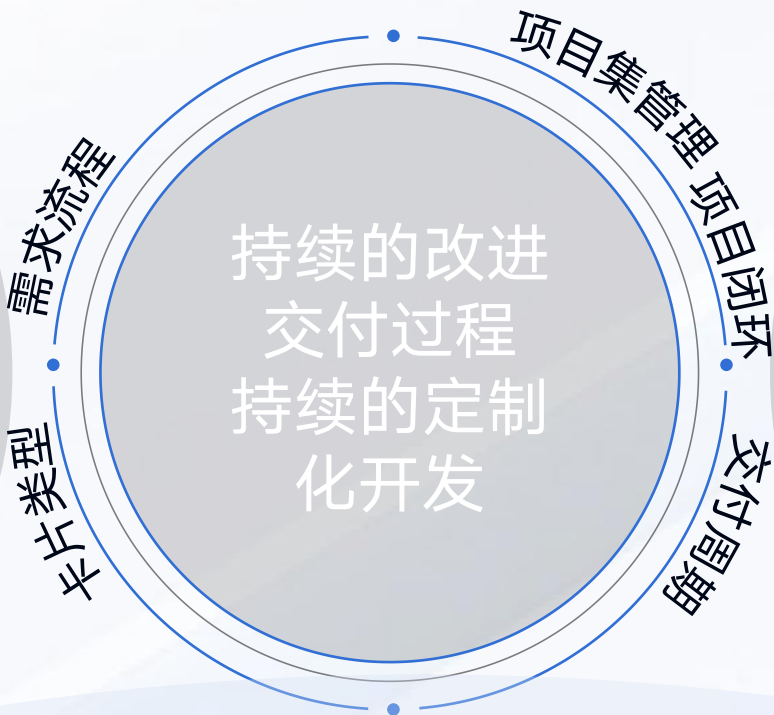 项目集管理 项目闭环
需求流程
持续的改进
交付过程
持续的定制
化开发
卡片类型
交付周期